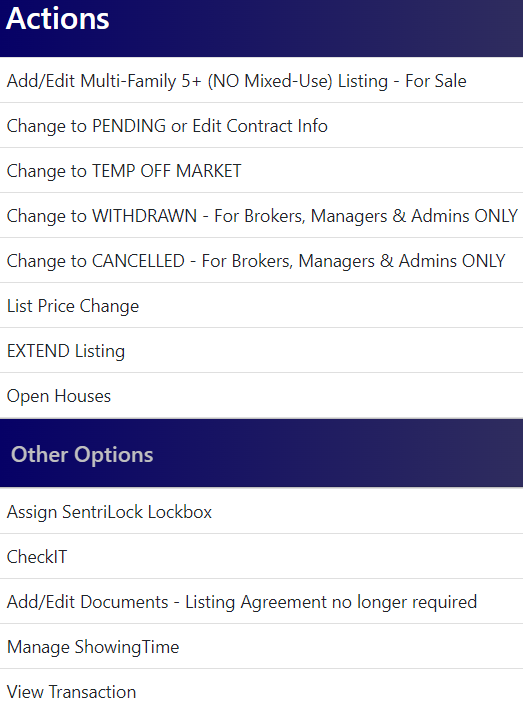 Actions
Add/Edit Multi-Family 5+ (NO Mixed-Use) Listing - For Sale
Change to PENDING or Edit Contract Info
Change to TEMP OFF MARKET
Change to WITHDRAWN - For Brokers, Managers & Admins ONLY
Change to CANCELLED - For Brokers, Managers & Admins ONLY
List Price Change
EXTEND Listing
Open Houses
Other Options
Assign SentriLock Lockbox
CheckIT
Add/Edit Documents - Listing Agreement no longer required
Manage ShowingTime
View Transaction